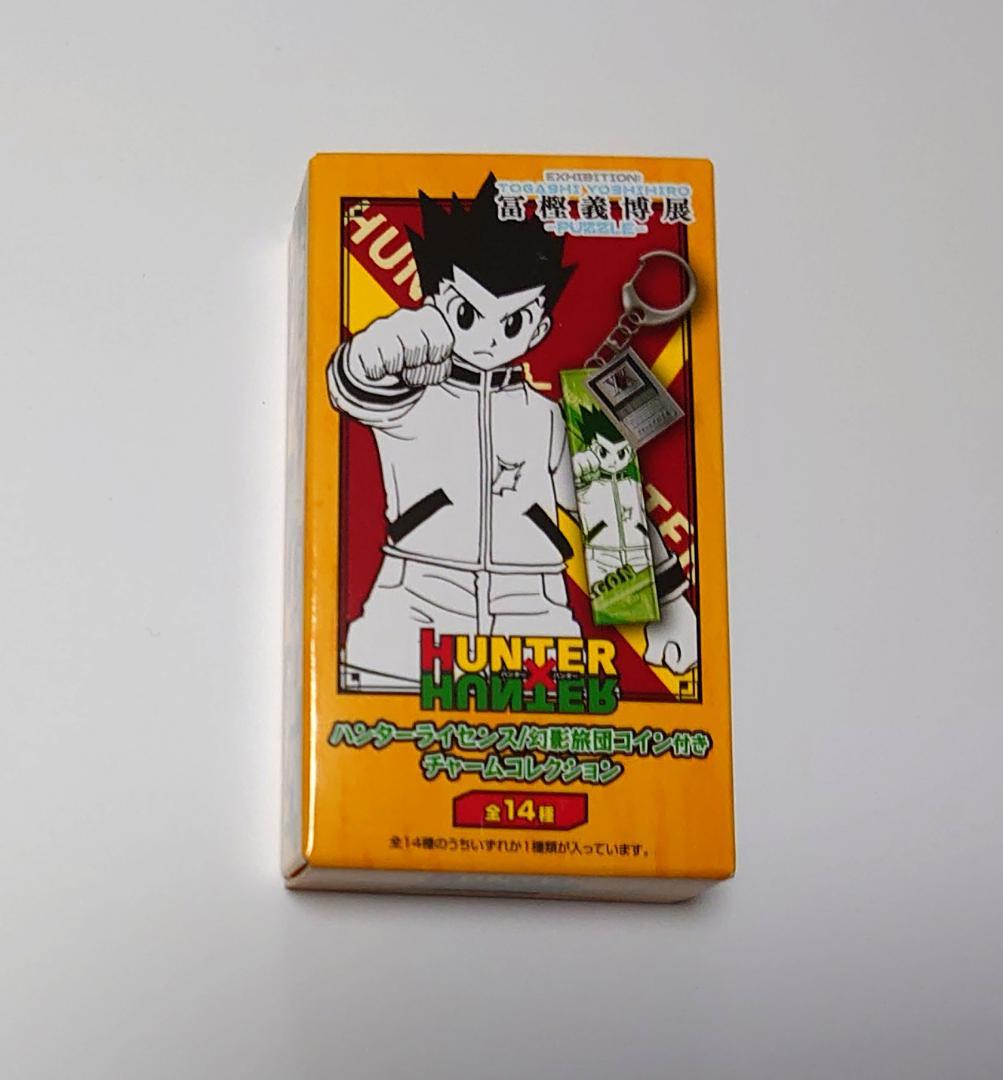 EXHIBITION:
TOGASHI YOSHIHIRO
冨樫義博展
-PUZZLE-
HUN
TER
GON
HUNTER
ハンター×ハンター
HUNTER
ハンターライセンス/幻影旅団コイン付き
チャームコレクション
全14種
全14種のうちいずれか1種類が入っています。